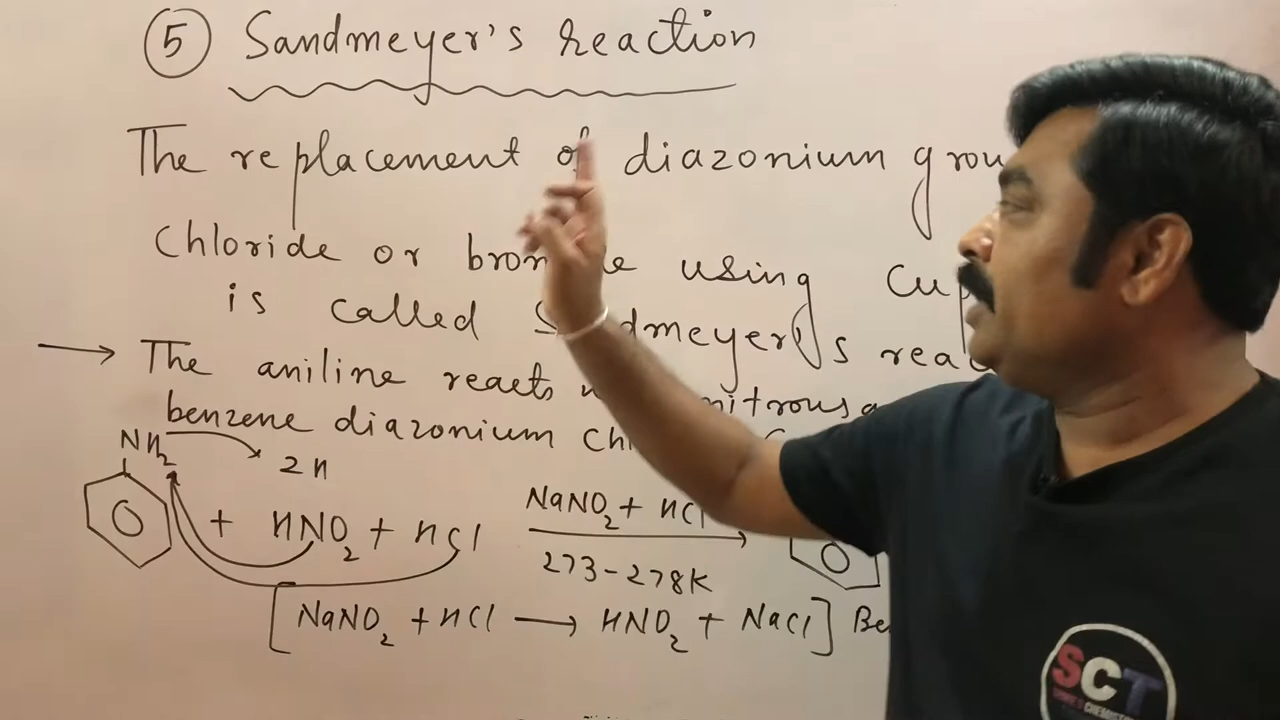 5 Sandmeyer's reaction
The replacement of diazonium grou
chloride or bro e using Cup
is called S dmeyer's rea
→ The aniline reacts nitrous a
benzene diazonium Ch
NH2
2H
+ HNO2 + HCl NaNO2 + HCl
273-278K
[NaNO2 + HCl → HNO2 + NaCl] Be
SCT